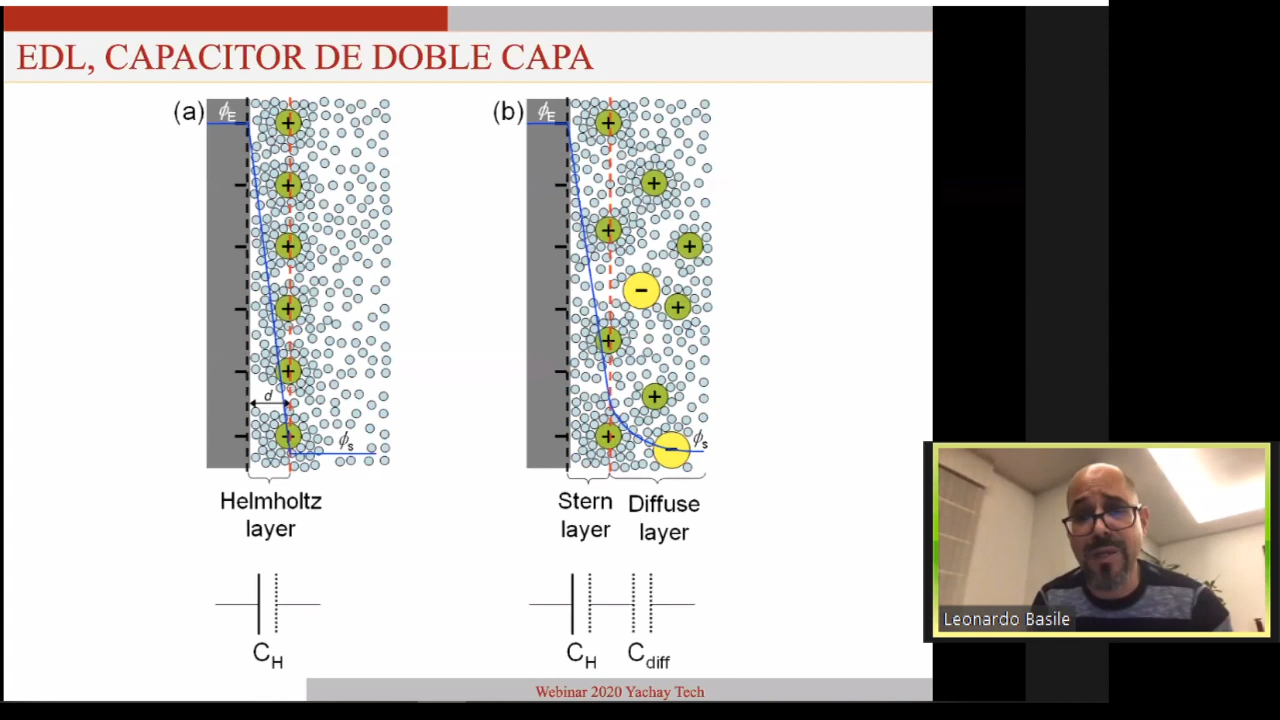 EDL, CAPACITOR DE DOBLE CAPA
(a)
ϕE
d
ϕs
Helmholtz
layer
CH
(b)
ϕE
ϕs
Stern
layer
Diffuse
layer
CH
Cdiff
Leonardo Basile
Webinar 2020 Yachay Tech